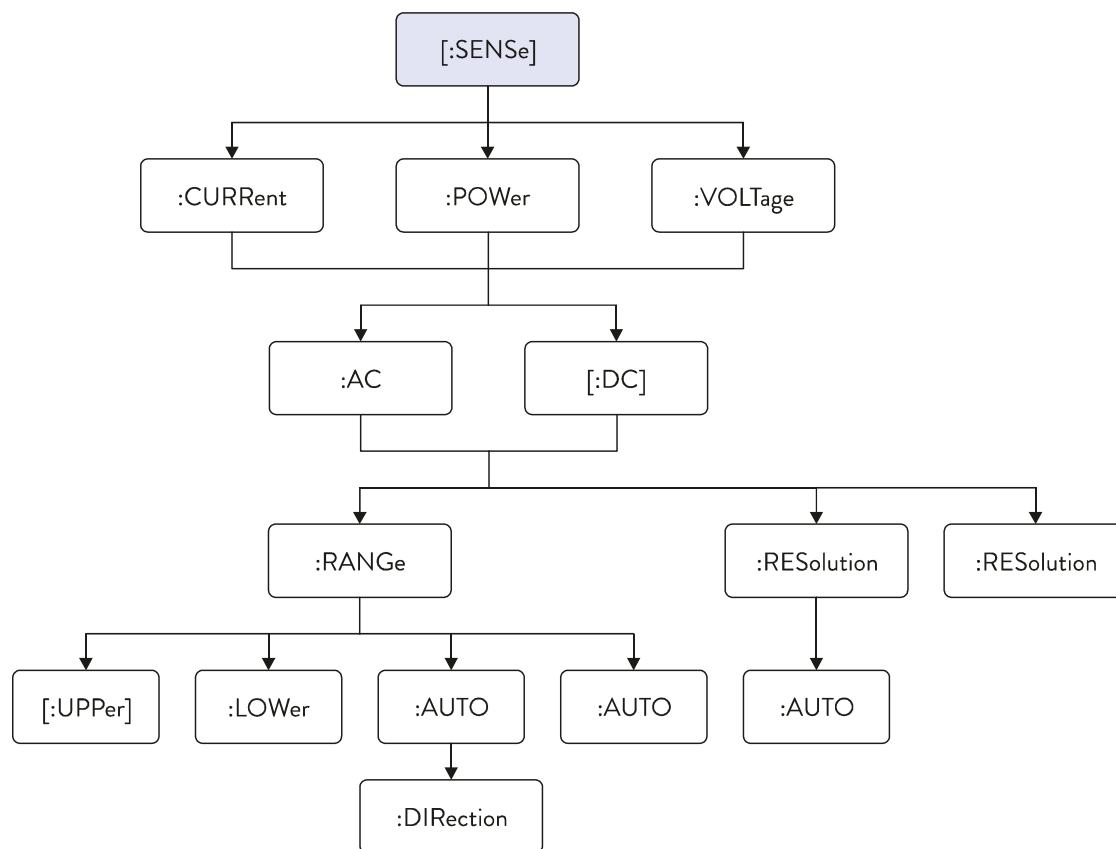 [:SENSe]
:CURRent
:POWer
:VOLTage
:AC
[:DC]
:RANGe
:RESolution
:RESolution
[:UPPer]
:LOWer
:AUTO
:AUTO
:AUTO
:DIRection